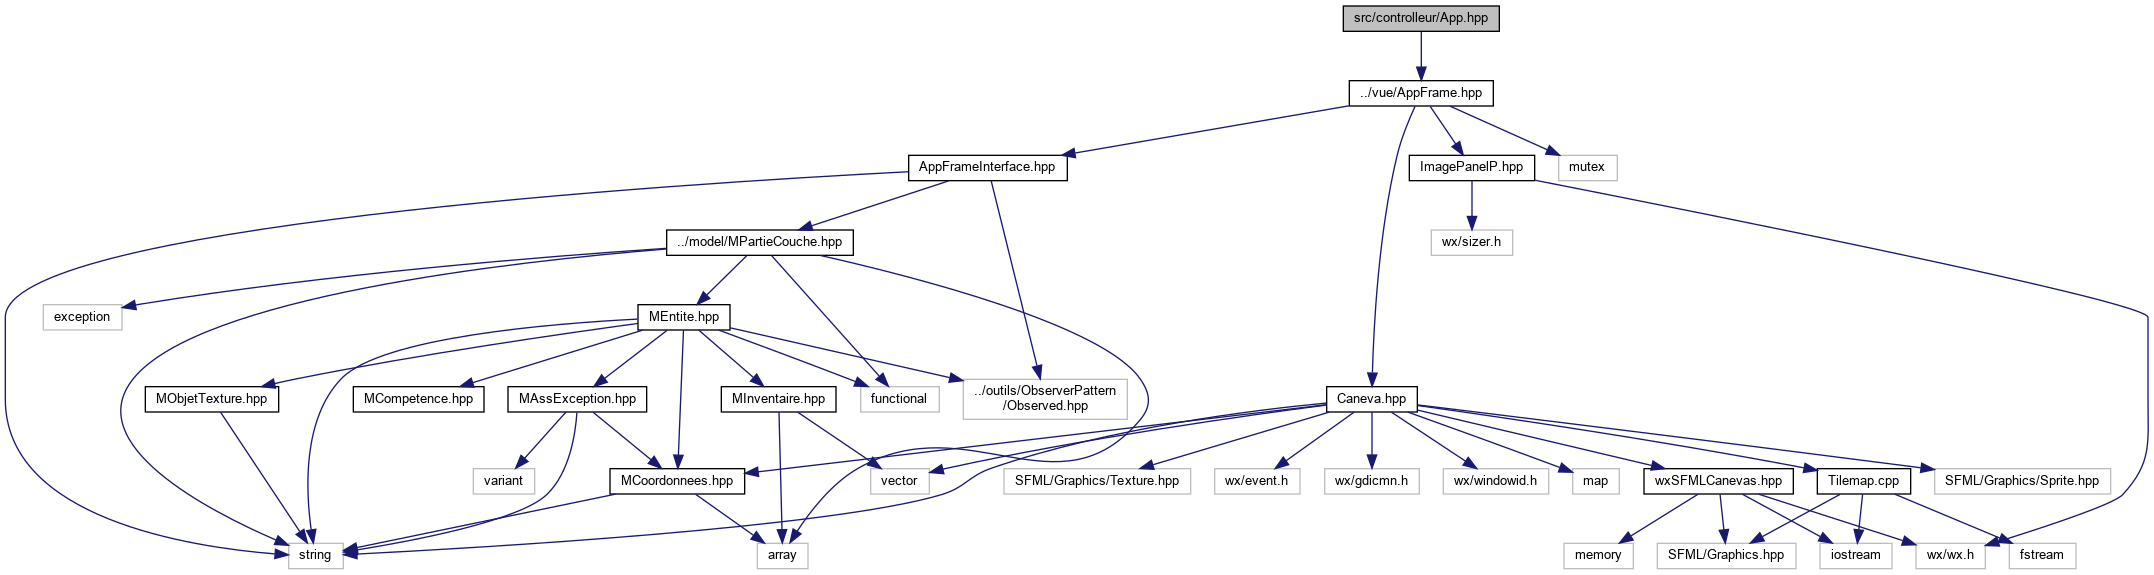 src/controlleur/App.hpp
../vue/AppFrame.hpp
AppFrameInterface.hpp
ImagePanelP.hpp
mutex
../model/MPartieCouche.hpp
wx/sizer.h
exception
MEntite.hpp
MObjetTexture.hpp
MCompetence.hpp
MAssException.hpp
MInventaire.hpp
functional
../outils/ObserverPattern
/Observed.hpp
Caneva.hpp
variant
MCoordonnees.hpp
vector
SFML/Graphics/Texture.hpp
wx/event.h
wx/gdicmn.h
wx/windowid.h
map
wxSFMLCanevas.hpp
Tilemap.cpp
SFML/Graphics/Sprite.hpp
string
array
memory
SFML/Graphics.hpp
iostream
wx/wx.h
fstream